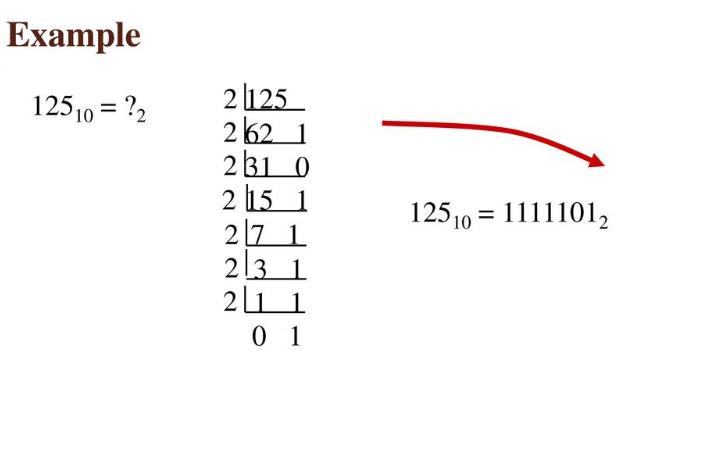 Example
125₁₀ = ?₂
2 125
2 62 1
2 31 0
2 15 1
2 7 1
2 3 1
2 1 1
0 1
125₁₀ = 1111101₂